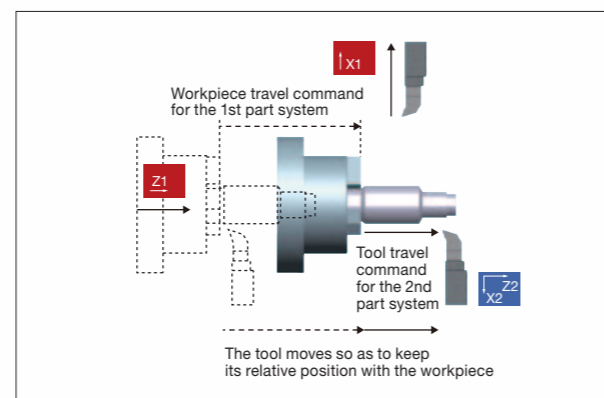 X1
Workpiece travel command
for the 1st part system
Z1
Tool travel
command
for the 2nd
part system
Z2
X2
The tool moves so as to keep
its relative position with the workpiece